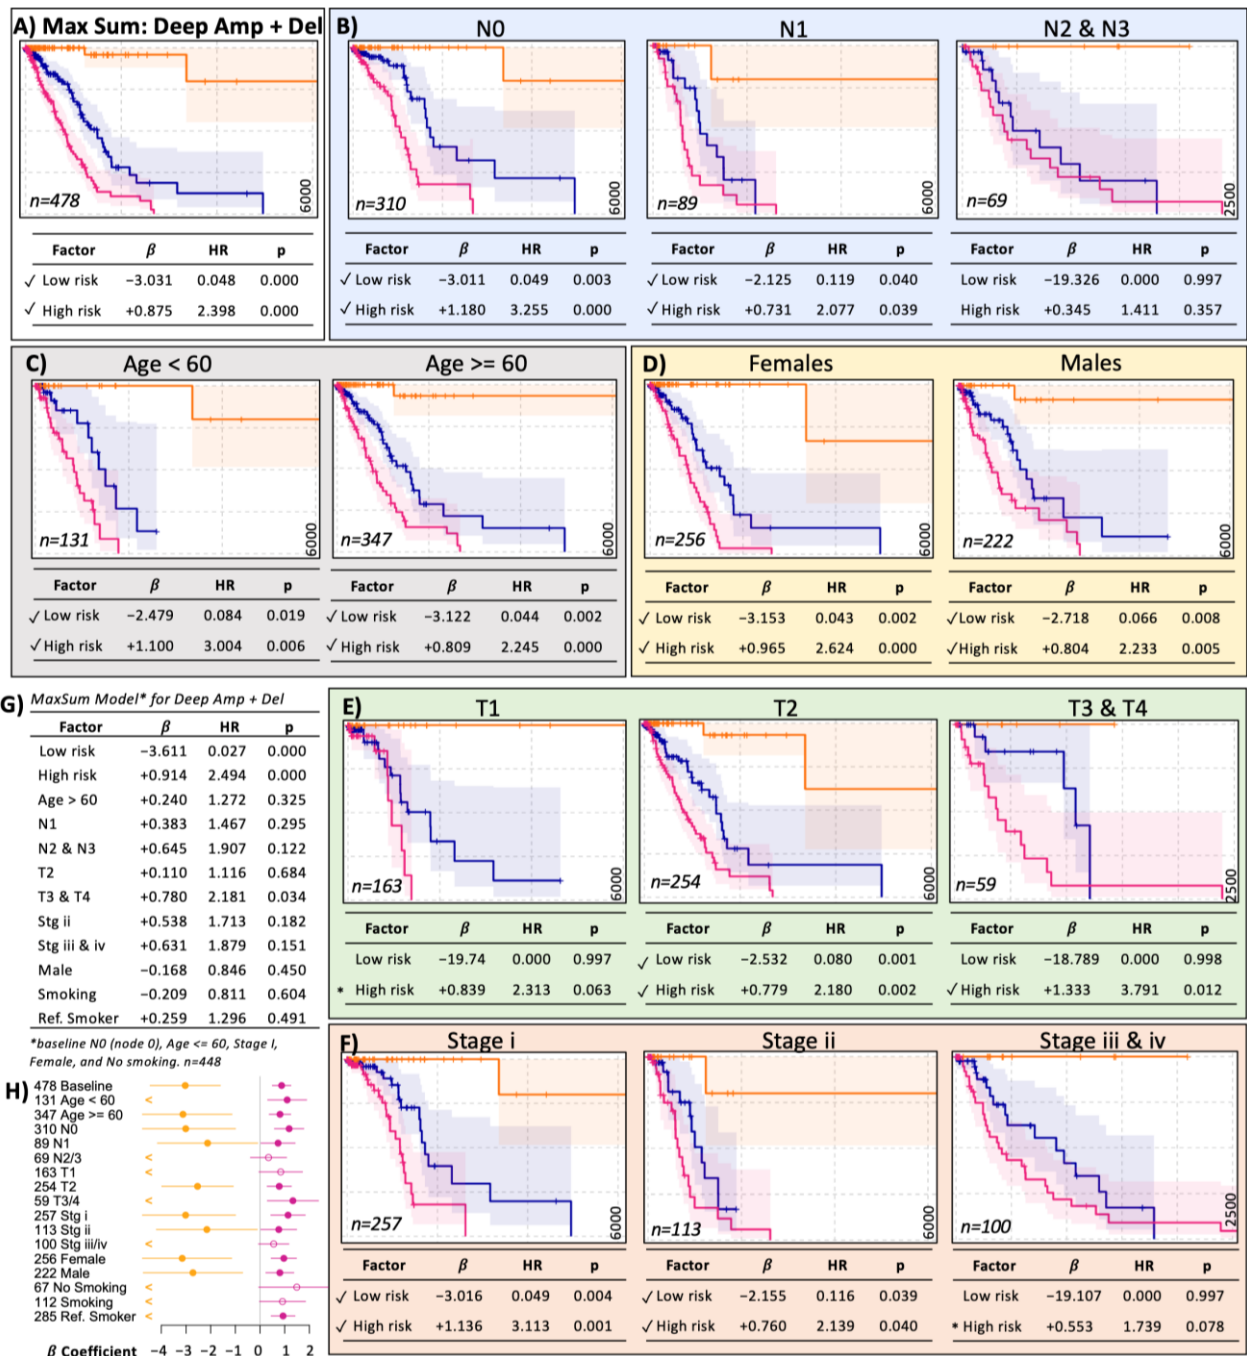 A) Max Sum: Deep Amp + Del
n=478
6000
Factor β HR p
✓ Low risk −3.031 0.048 0.000
✓ High risk +0.875 2.398 0.000
B)
N0
n=310
6000
Factor β HR p
✓ Low risk −3.011 0.049 0.003
✓ High risk +1.180 3.255 0.000
N1
n=89
6000
Factor β HR p
✓ Low risk −2.125 0.119 0.040
✓ High risk +0.731 2.077 0.039
N2 & N3
n=69
2500
Factor β HR p
Low risk −19.326 0.000 0.997
High risk +0.345 1.411 0.357
C)
Age < 60
n=131
6000
Factor β HR p
✓ Low risk −2.479 0.084 0.019
✓ High risk +1.100 3.004 0.006
Age >= 60
n=347
6000
Factor β HR p
✓ Low risk −3.122 0.044 0.002
✓ High risk +0.809 2.245 0.000
D)
Females
n=256
6000
Factor β HR p
✓ Low risk −3.153 0.043 0.002
✓ High risk +0.965 2.624 0.000
Males
n=222
6000
Factor β HR p
✓ Low risk −2.718 0.066 0.008
✓ High risk +0.804 2.233 0.005
G) MaxSum Model* for Deep Amp + Del
Factor β HR p
Low risk −3.611 0.027 0.000
High risk +0.914 2.494 0.000
Age > 60 +0.240 1.272 0.325
N1 +0.383 1.467 0.295
N2 & N3 +0.645 1.907 0.122
T2 +0.110 1.116 0.684
T3 & T4 +0.780 2.181 0.034
Stg ii +0.538 1.713 0.182
Stg iii & iv +0.631 1.879 0.151
Male −0.168 0.846 0.450
Smoking −0.209 0.811 0.604
Ref. Smoker +0.259 1.296 0.491
*baseline N0 (node 0), Age <= 60, Stage I,
Female, and No smoking. n=448
E)
T1
n=163
6000
Factor β HR p
Low risk −19.74 0.000 0.997
* High risk +0.839 2.313 0.063
T2
n=254
6000
Factor β HR p
✓ Low risk −2.532 0.080 0.001
✓ High risk +0.779 2.180 0.002
T3 & T4
n=59
2500
Factor β HR p
Low risk −18.789 0.000 0.998
✓ High risk +1.333 3.791 0.012
H)
478 Baseline
131 Age < 60 <
347 Age >= 60
310 N0
89 N1
69 N2/3 <
163 T1 <
254 T2
59 T3/4 <
257 Stg i
113 Stg ii
100 Stg iii/iv <
256 Female
222 Male
67 No Smoking <
112 Smoking <
285 Ref. Smoker <
β Coefficient −4 −3 −2 −1 0 1 2
F)
Stage i
n=257
6000
Factor β HR p
✓ Low risk −3.016 0.049 0.004
✓ High risk +1.136 3.113 0.001
Stage ii
n=113
6000
Factor β HR p
✓ Low risk −2.155 0.116 0.039
✓ High risk +0.760 2.139 0.040
Stage iii & iv
n=100
2500
Factor β HR p
Low risk −19.107 0.000 0.997
* High risk +0.553 1.739 0.078